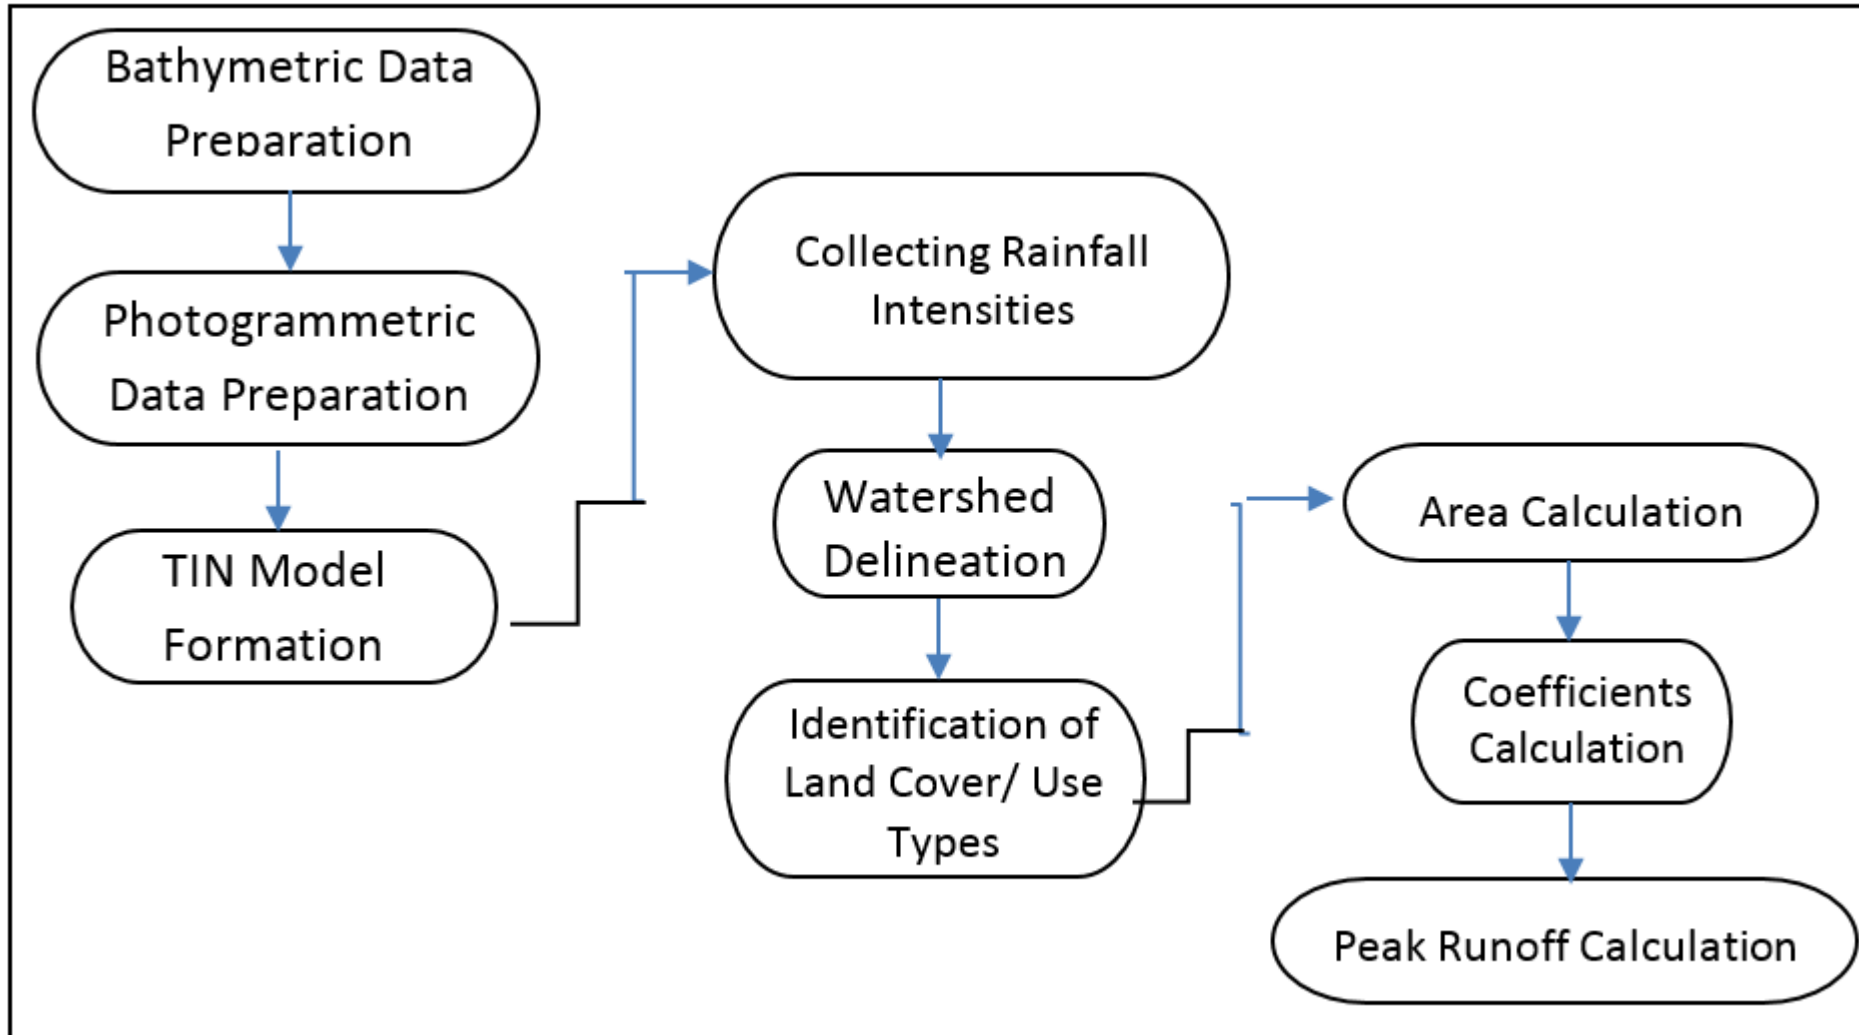 Bathymetric Data
Preparation
Photogrammetric
Data Preparation
TIN Model
Formation
Collecting Rainfall
Intensities
Watershed
Delineation
Identification of
Land Cover/ Use
Types
Area Calculation
Coefficients
Calculation
Peak Runoff Calculation